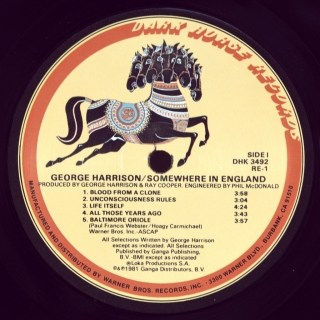 DARK HORSE RECORDS
SIDE I
DHK 3492
RE-1
GEORGE HARRISON/SOMEWHERE IN ENGLAND
PRODUCED BY GEORGE HARRISON & RAY COOPER. ENGINEERED BY PHIL McDONALD
1. BLOOD FROM A CLONE 3:58
2. UNCONSCIOUSNESS RULES 3:04
3. LIFE ITSELF 4:24
4. ALL THOSE YEARS AGO 3:43
5. BALTIMORE ORIOLE 3:57
(Paul Francis Webster/Hoagy Carmichael)
Warner Bros. Inc.-ASCAP
All Selections Written by George Harrison
except as indicated. All Selections
Published by Ganga Publishing,
B.V.-BMI except as indicated.
Ⓟ Loka Productions S.A.
©℗1981 Ganga Distributors, B.V.
MANUFACTURED AND DISTRIBUTED BY WARNER BROS. RECORDS, INC. · 3300 WARNER BLVD., BURBANK, CA 91510